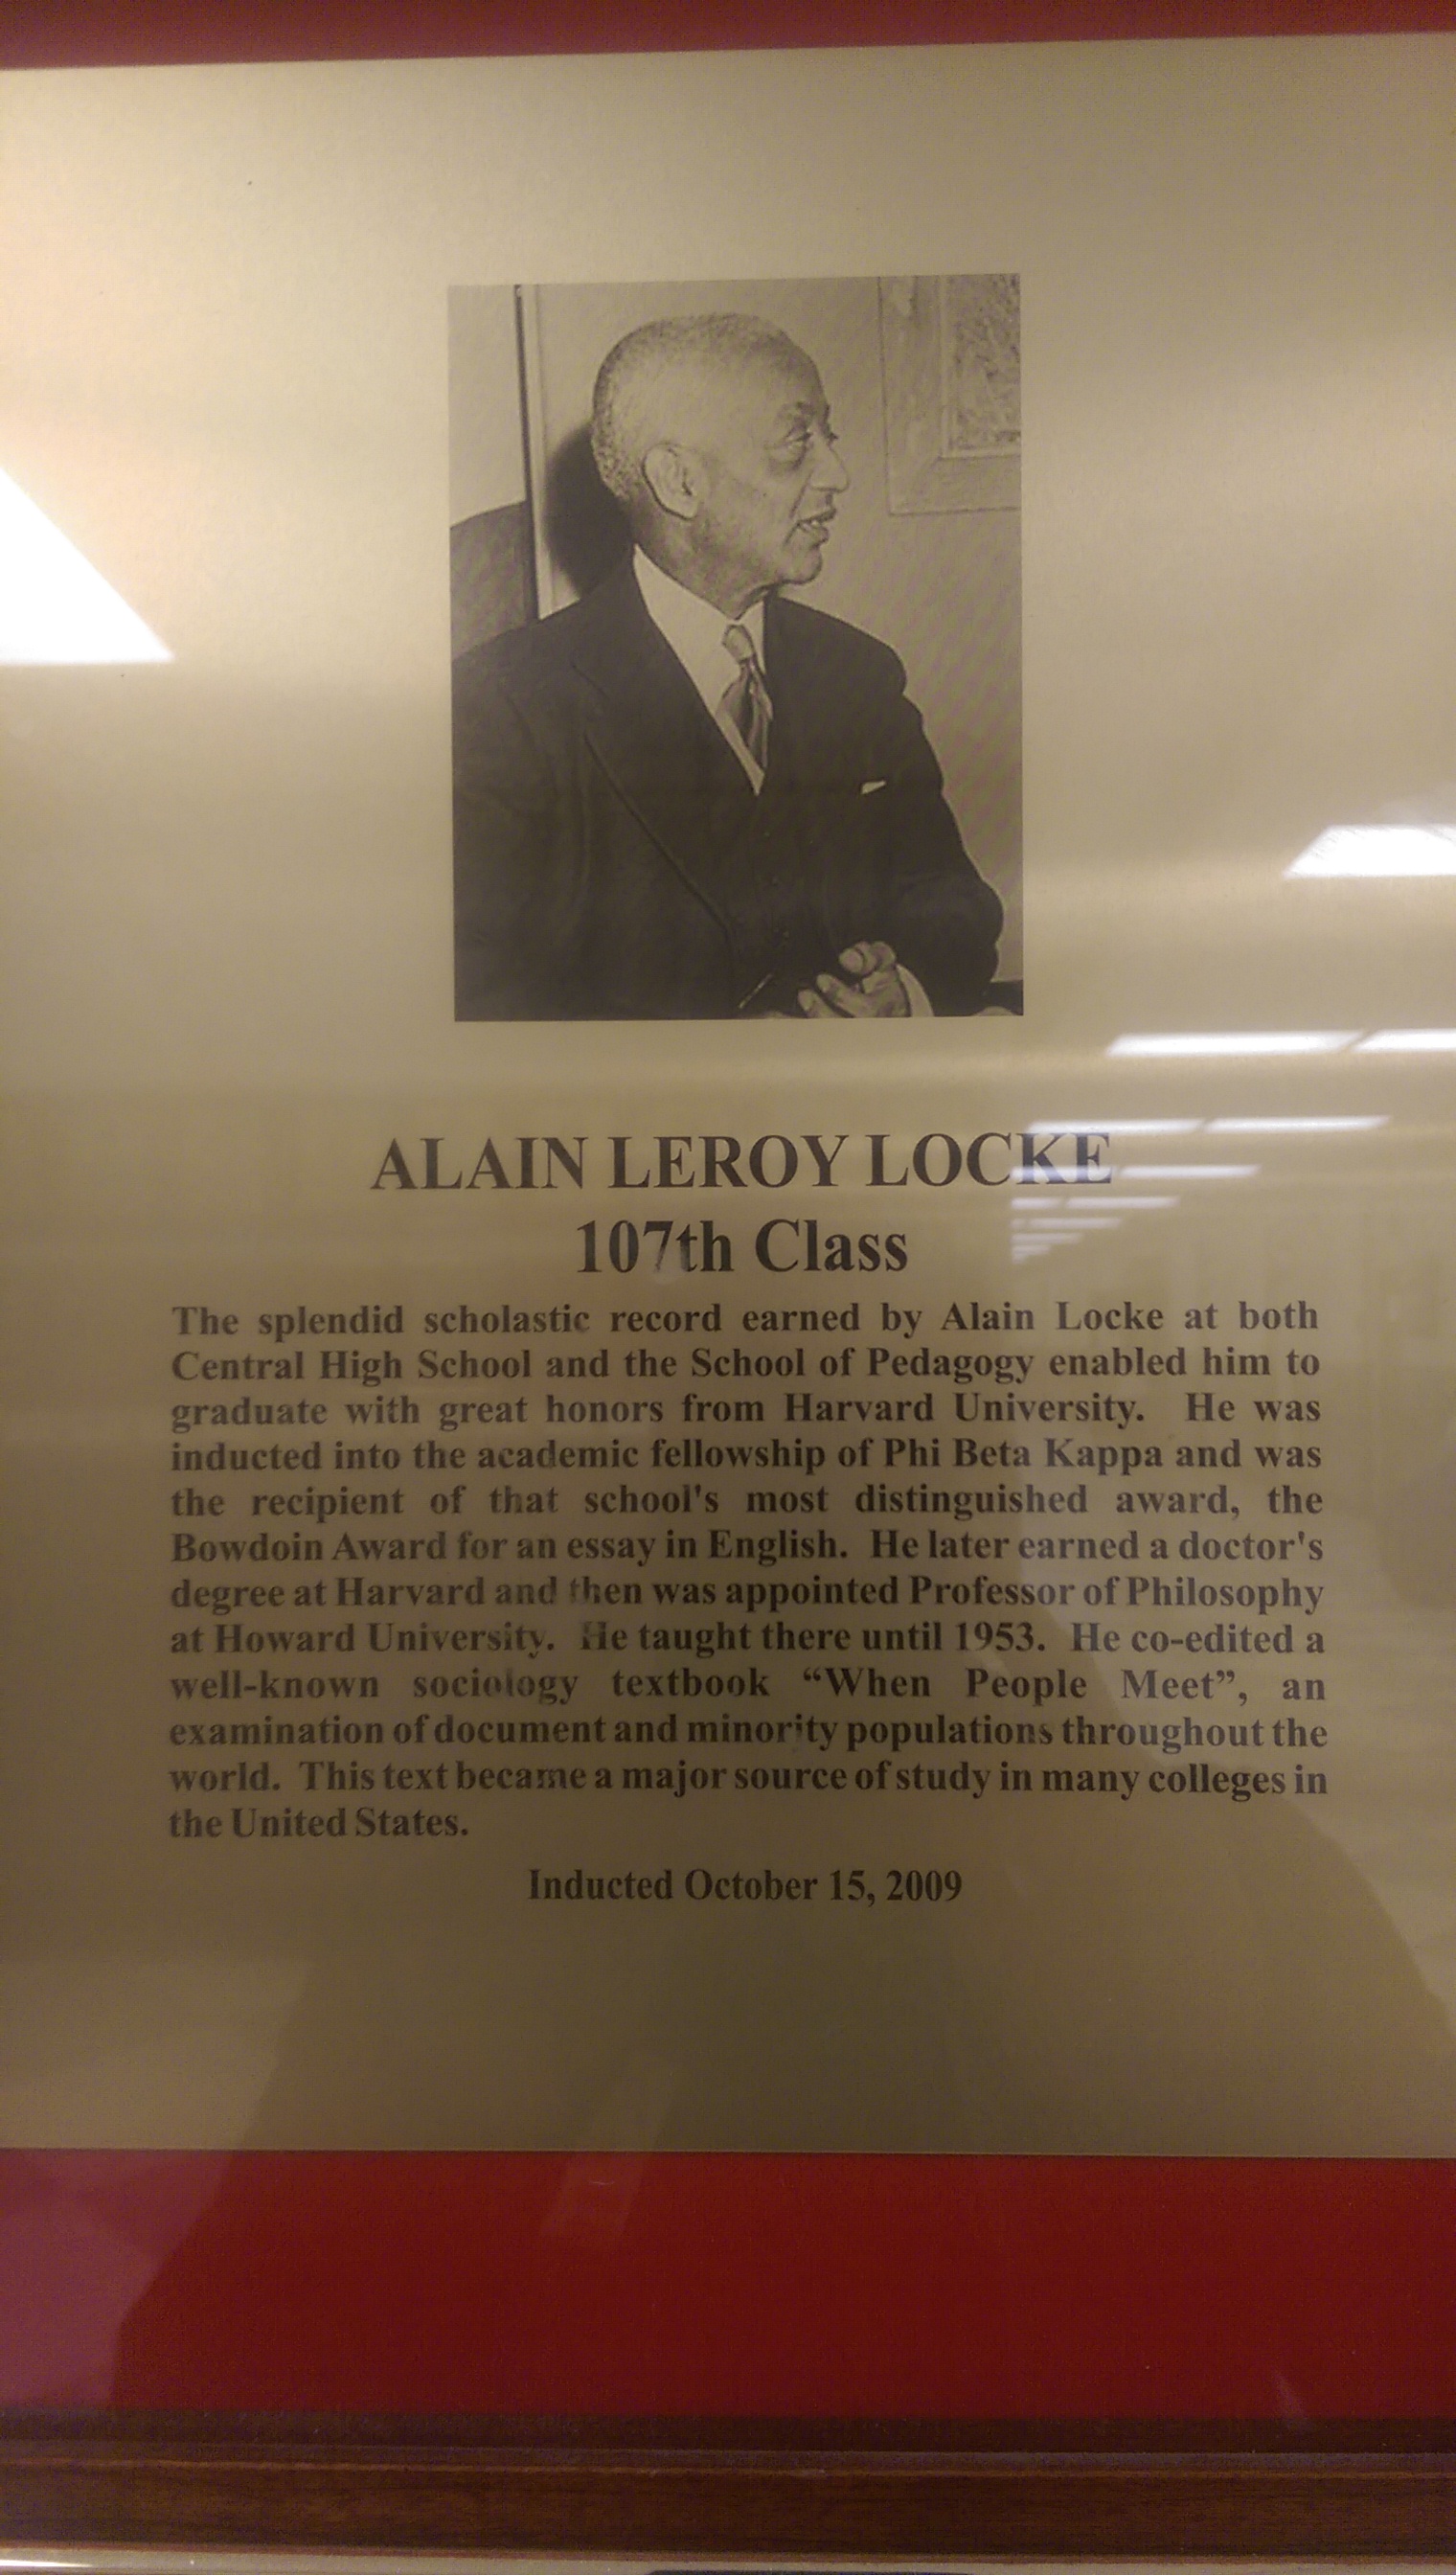 ALAIN LEROY LOCKE
107th Class
The splendid scholastic record earned by Alain Locke at both
Central High School and the School of Pedagogy enabled him to
graduate with great honors from Harvard University. He was
inducted into the academic fellowship of Phi Beta Kappa and was
the recipient of that school's most distinguished award, the
Bowdoin Award for an essay in English. He later earned a doctor's
degree at Harvard and then was appointed Professor of Philosophy
at Howard University. He taught there until 1953. He co-edited a
well-known sociology textbook “When People Meet”, an
examination of document and minority populations throughout the
world. This text became a major source of study in many colleges in
the United States.
Inducted October 15, 2009